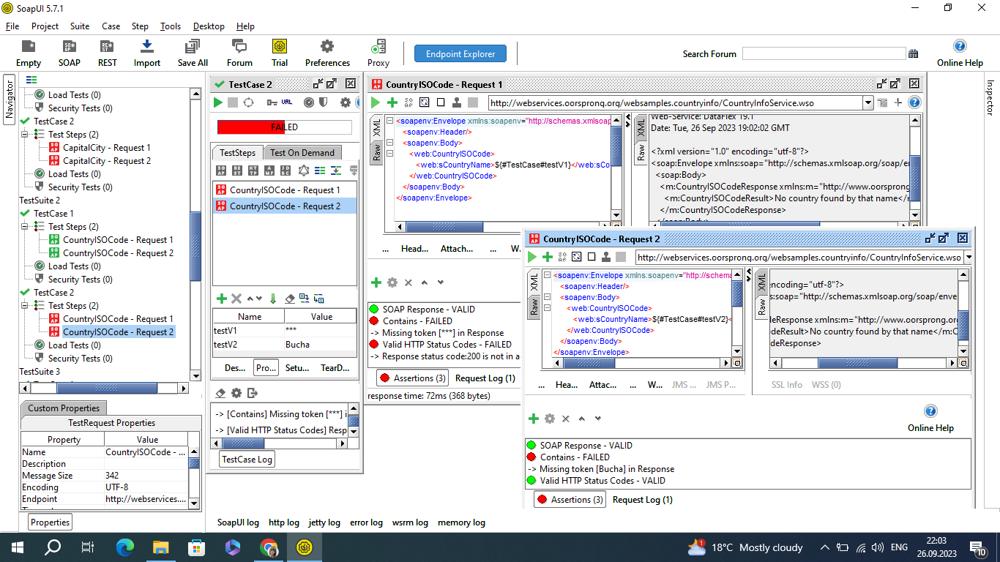 SoapUI 5.7.1
File Project Suite Case Step Tools Desktop Help
Empty SOAP REST Import Save All Forum Trial Preferences Proxy Endpoint Explorer Search Forum Online Help
Navigator
Load Tests (0)
Security Tests (0)
TestCase 2
Test Steps (2)
CapitalCity - Request 1
CapitalCity - Request 2
Load Tests (0)
Security Tests (0)
TestSuite 2
TestCase 1
Test Steps (2)
CountryISOCode - Request 1
CountryISOCode - Request 2
Load Tests (0)
Security Tests (0)
TestCase 2
Test Steps (2)
CountryISOCode - Request 1
CountryISOCode - Request 2
Load Tests (0)
Security Tests (0)
TestSuite 3
Custom Properties
TestRequest Properties
Property Value
Name CountryISOCode - ...
Description
Message Size 342
Encoding UTF-8
Endpoint http://webservices....
Properties
TestCase 2
URL
FAILED
TestSteps Test On Demand
CountryISOCode - Request 1
CountryISOCode - Request 2
Name Value
testV1 ***
testV2 Bucha
Des... Pro... Setu... TearD...
-> [Contains] Missing token [***] i
-> [Valid HTTP Status Codes] Resp
TestCase Log
CountryISOCode - Request 1
http://webservices.oorsprong.org/websamples.countryinfo/CountryInfoService.wso
XML
Raw
<soapenv:Envelope xmlns:soapenv="http://schemas.xmlsoap
<soapenv:Header/>
<soapenv:Body>
<web:CountryISOCode>
<web:sCountryName>${#TestCase#testV1}</web:sCo
</web:CountryISOCode>
</soapenv:Body>
</soapenv:Envelope>
XML
Raw
Web-Service: DataFlex 19.1
Date: Tue, 26 Sep 2023 19:02:02 GMT
<?xml version="1.0" encoding="utf-8"?>
<soap:Envelope xmlns:soap="http://schemas.xmlsoap.org/soap/en
<soap:Body>
<m:CountryISOCodeResponse xmlns:m="http://www.oorsprong
<m:CountryISOCodeResult>No country found by that name</m
</m:CountryISOCodeResponse>
</soap:Body>
... Head... Attach... ... W...
SOAP Response - VALID
Contains - FAILED
-> Missing token [***] in Response
Valid HTTP Status Codes - FAILED
-> Response status code:200 is not in a
Assertions (3) Request Log (1)
response time: 72ms (368 bytes)
CountryISOCode - Request 2
http://webservices.oorsprong.org/websamples.countryinfo/CountryInfoService.wso
XML
Raw
<soapenv:Envelope xmlns:soapenv="http://schema
<soapenv:Header/>
<soapenv:Body>
<web:CountryISOCode>
<web:sCountryName>${#TestCase#testV2}<
</web:CountryISOCode>
</soapenv:Body>
</soapenv:Envelope>
XML
Raw
encoding="utf-8"?>
s:soap="http://schemas.xmlsoap.org/soap/enve
odeResponse xmlns:m="http://www.oorspron
odeResult>No country found by that name</m:C
odeResponse>
... Hea... Attac... ... W... JMS ... JMS P... SSL Info WSS (0)
Online Help
SOAP Response - VALID
Contains - FAILED
-> Missing token [Bucha] in Response
Valid HTTP Status Codes - VALID
Assertions (3) Request Log (1)
Inspector
SoapUI log http log jetty log error log wsrm log memory log
1 18°C Mostly cloudy ENG 22:03
26.09.2023 10